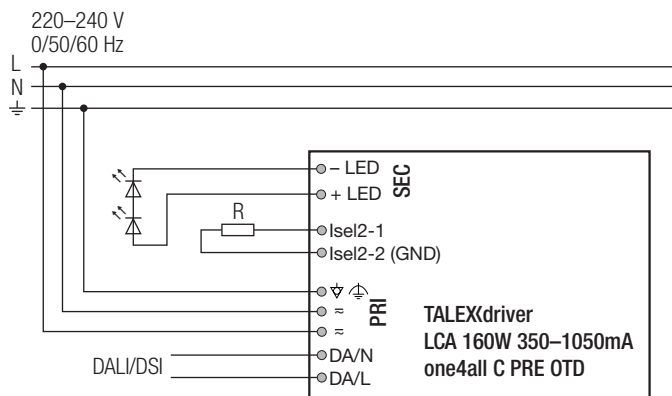 220–240 V
0/50/60 Hz
L
N
– LED
+ LED
SEC
R
Isel2-1
Isel2-2 (GND)
PRI
≂
≂
TALEXXdriver
LCA 160W 350–1050mA
one4all C PRE OTD
DALI/DSI
DA/N
DA/L